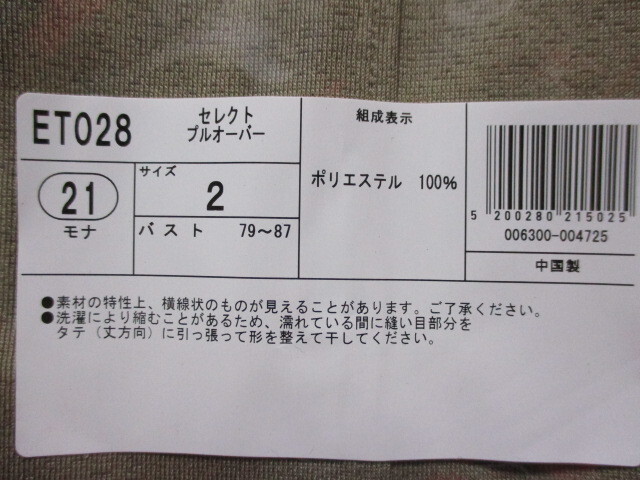 ET028
セレクト
プルオーバー
21
モナ
サイズ
2
バスト 79～87
組成表示
ポリエステル 100%
5 200280 215025
006300-004725
中国製
●素材の特性上、横線状のものが見えることがあります。ご了承ください。
●洗濯により縮むことがあるため、濡れている間に縫い目部分を
タテ（丈方向）に引っ張って形を整えて干してください。